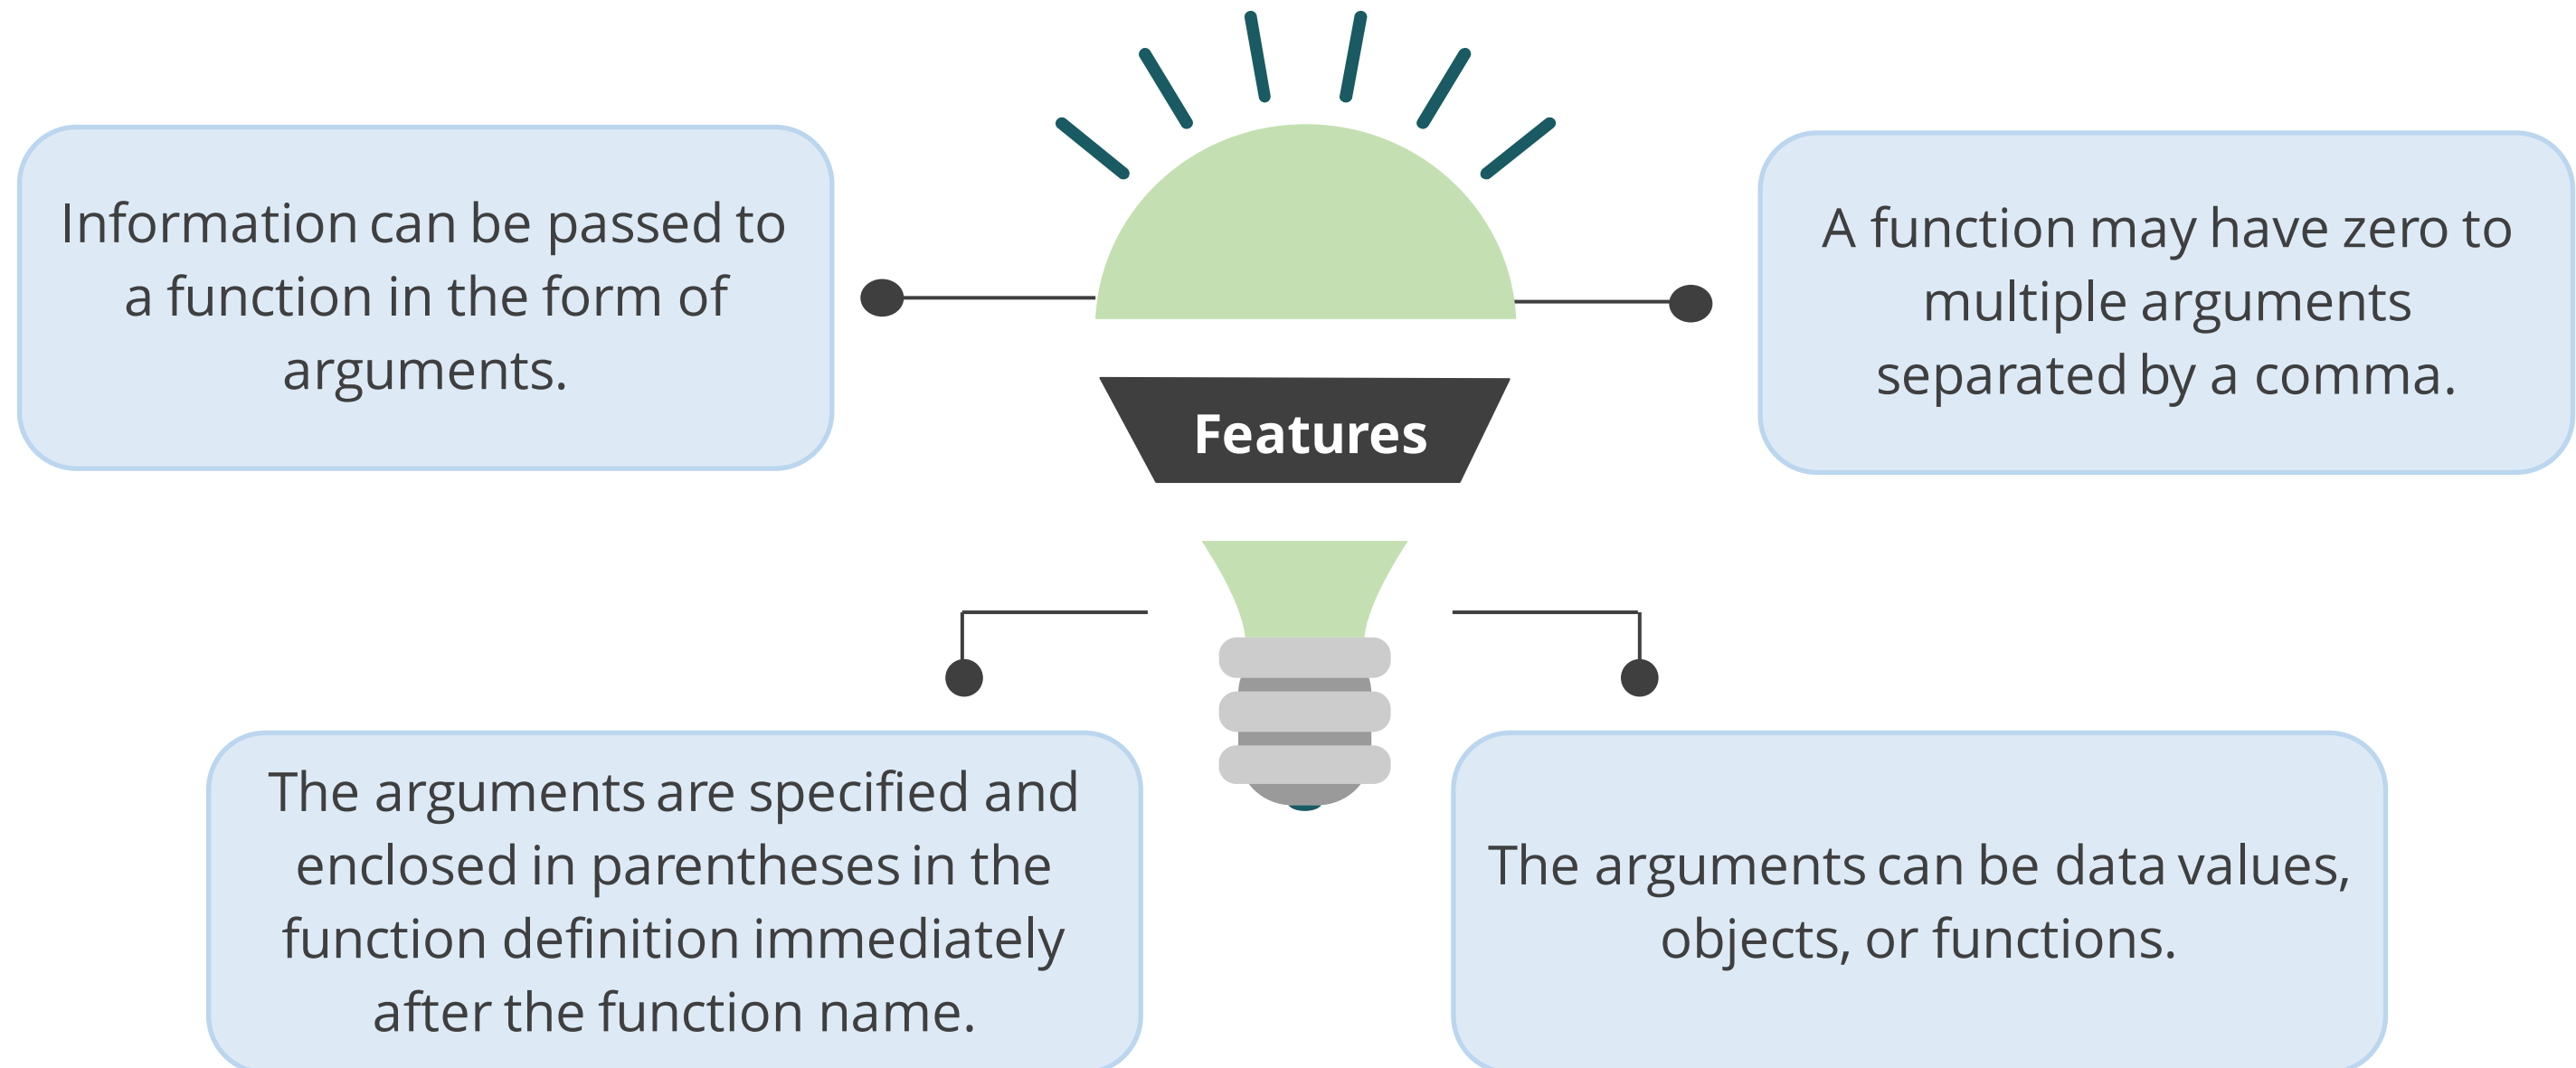 Information can be passed to
a function in the form of
arguments.
A function may have zero to
multiple arguments
separated by a comma.
Features
The arguments are specified and
enclosed in parentheses in the
function definition immediately
after the function name.
The arguments can be data values,
objects, or functions.